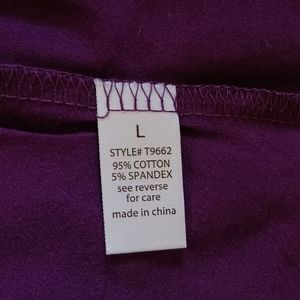 L
STYLE# T9662
95% COTTON
5% SPANDEX
see reverse
for care
made in china